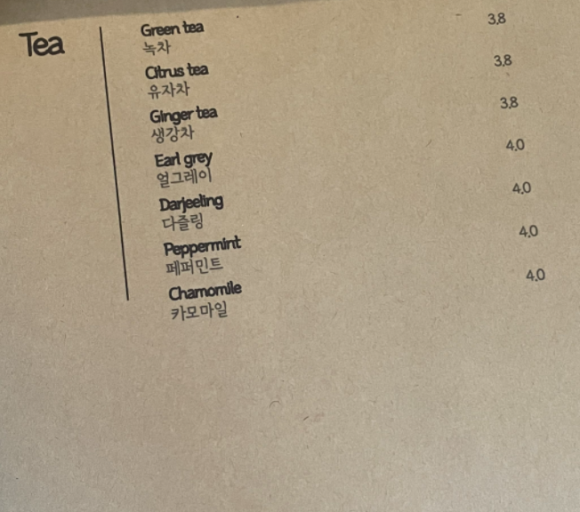 Tea
Green tea 3.8
녹차
Citrus tea 3.8
유자차
Ginger tea 3.8
생강차
Earl grey 4.0
얼그레이
Darjeeling 4.0
다즐링
Peppermint 4.0
페퍼민트
Chamomile 4.0
카모마일